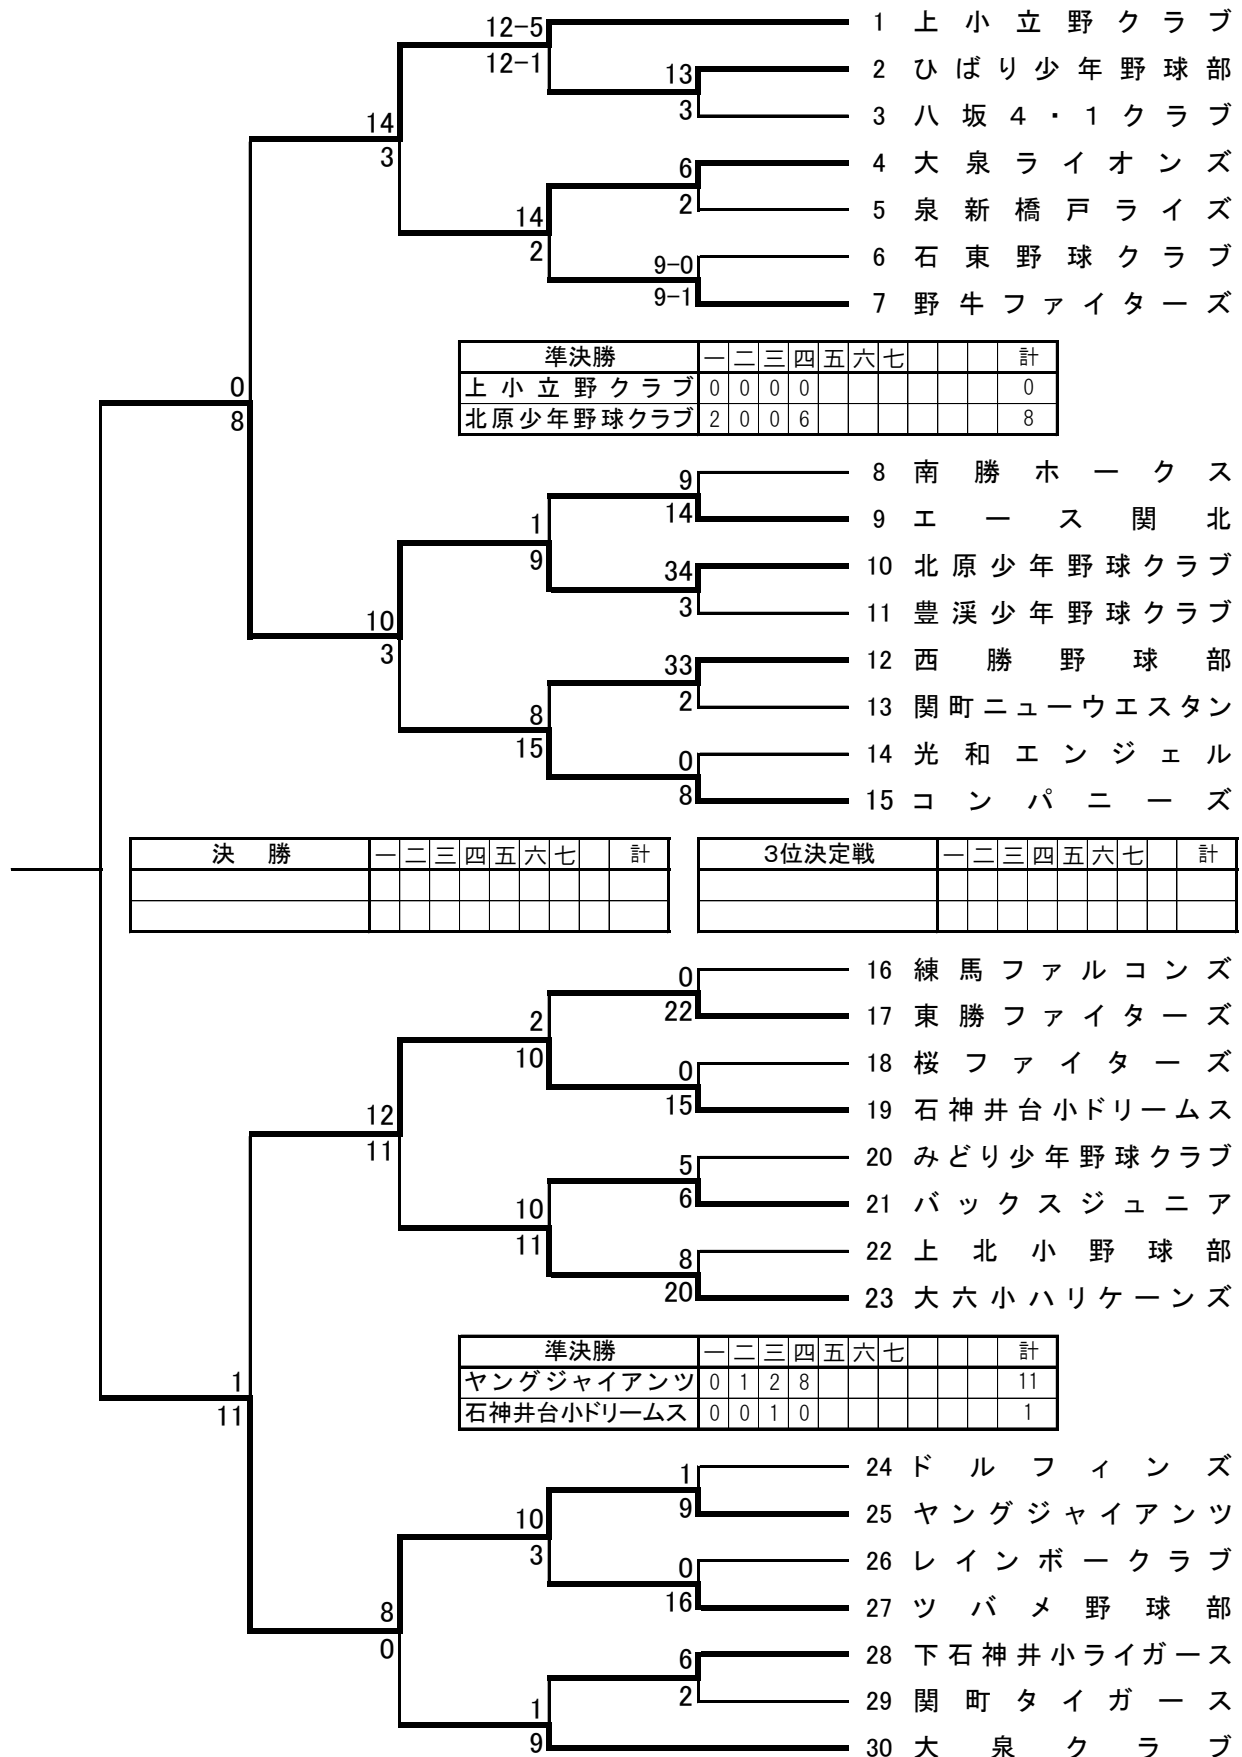 12-5
1 上小立野クラブ
12-1
13
2 ひばり少年野球部
3
3 八坂4・1クラブ
14
3
6
4 大泉ライオンズ
2
5 泉新橋戸ライズ
14
2
9-0
6 石東野球クラブ
9-1
7 野牛ファイターズ
準決勝 一 二 三 四 五 六 七 計
上小立野クラブ 0 0 0 0 0
北原少年野球クラブ 2 0 0 6 8
0
8
9
8 南勝ホークス
14
9 エース関北
1
9
34
10 北原少年野球クラブ
3
11 豊溪少年野球クラブ
10
3
33
12 西勝野球部
2
13 関町ニューウエスタン
8
15
0
14 光和エンジェル
8
15 コンパニーズ
決勝 一 二 三 四 五 六 七 計
3位決定戦 一 二 三 四 五 六 七 計
0
16 練馬ファルコンズ
22
17 東勝ファイターズ
2
10
0
18 桜ファイターズ
15
19 石神井台小ドリームス
12
11
5
20 みどり少年野球クラブ
6
21 バックスジュニア
10
11
8
22 上北小野球部
20
23 大六小ハリケーンズ
準決勝 一 二 三 四 五 六 七 計
ヤングジャイアンツ 0 1 2 8 11
石神井台小ドリームス 0 0 1 0 1
1
11
1
24 ドルフィンズ
9
25 ヤングジャイアンツ
10
3
0
26 レインボークラブ
16
27 ツバメ野球部
8
0
6
28 下石神井小ライガース
2
29 関町タイガース
1
9
30 大泉クラブ